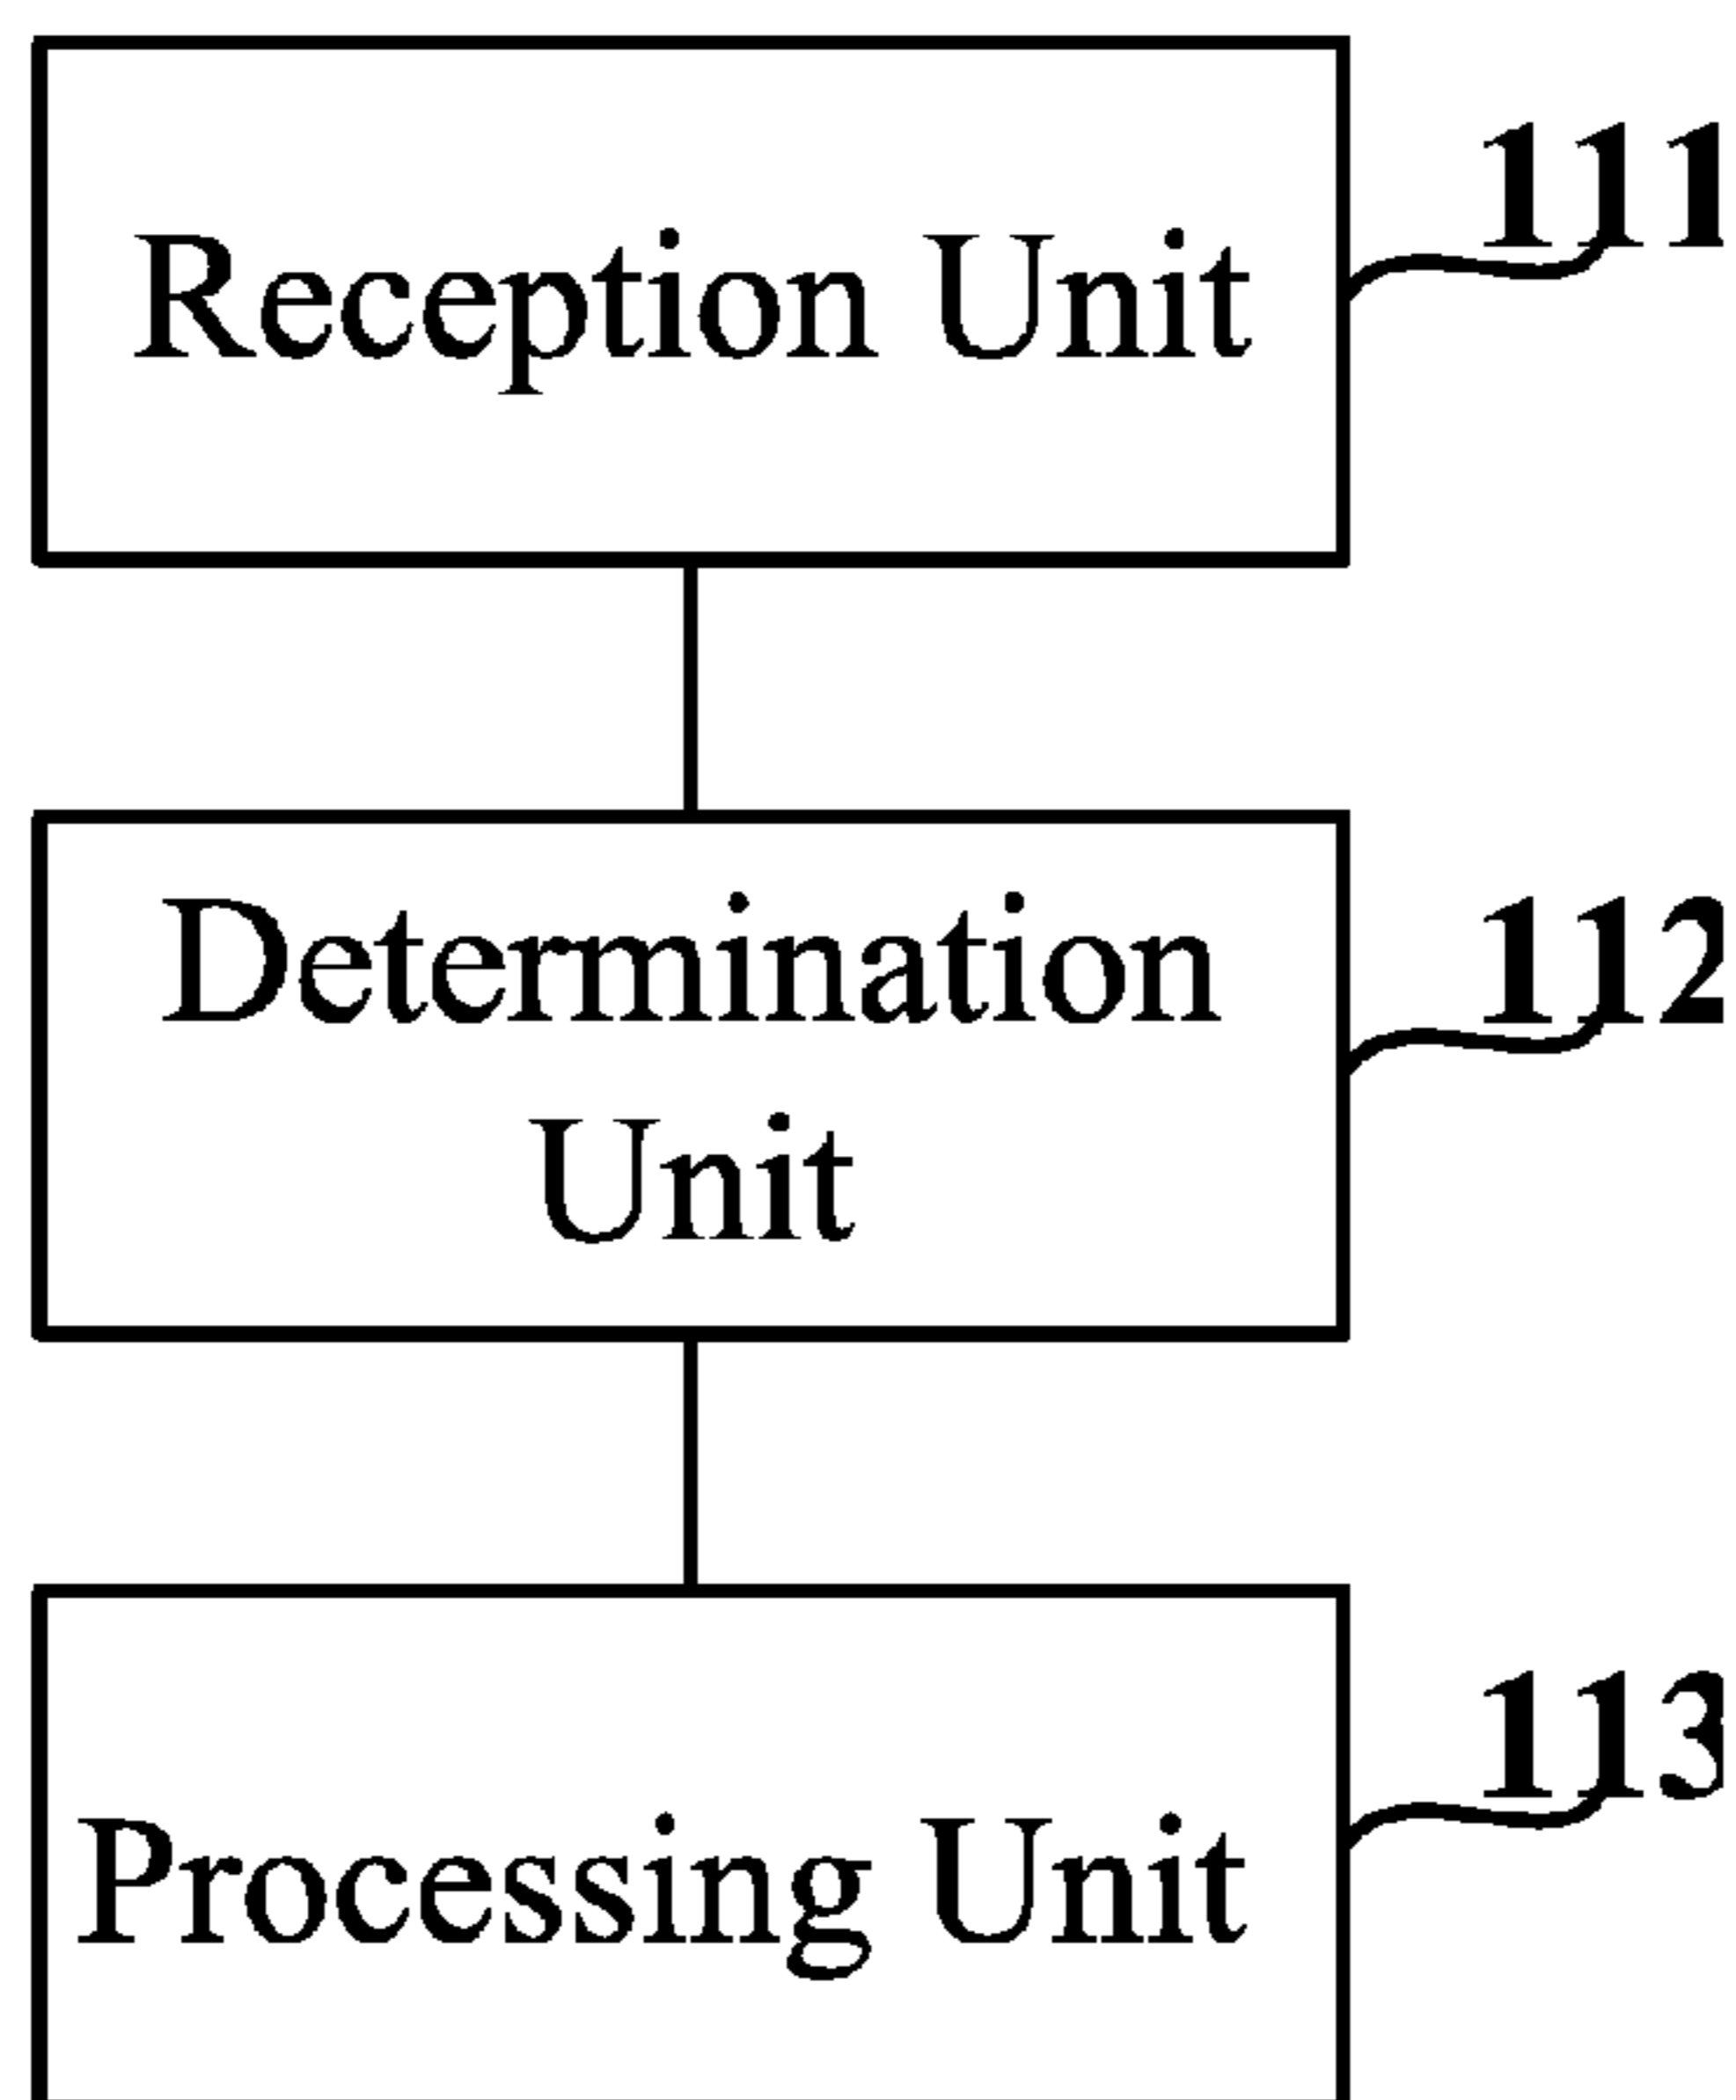 111
Reception Unit
112
Determination
Unit
113
Processing Unit